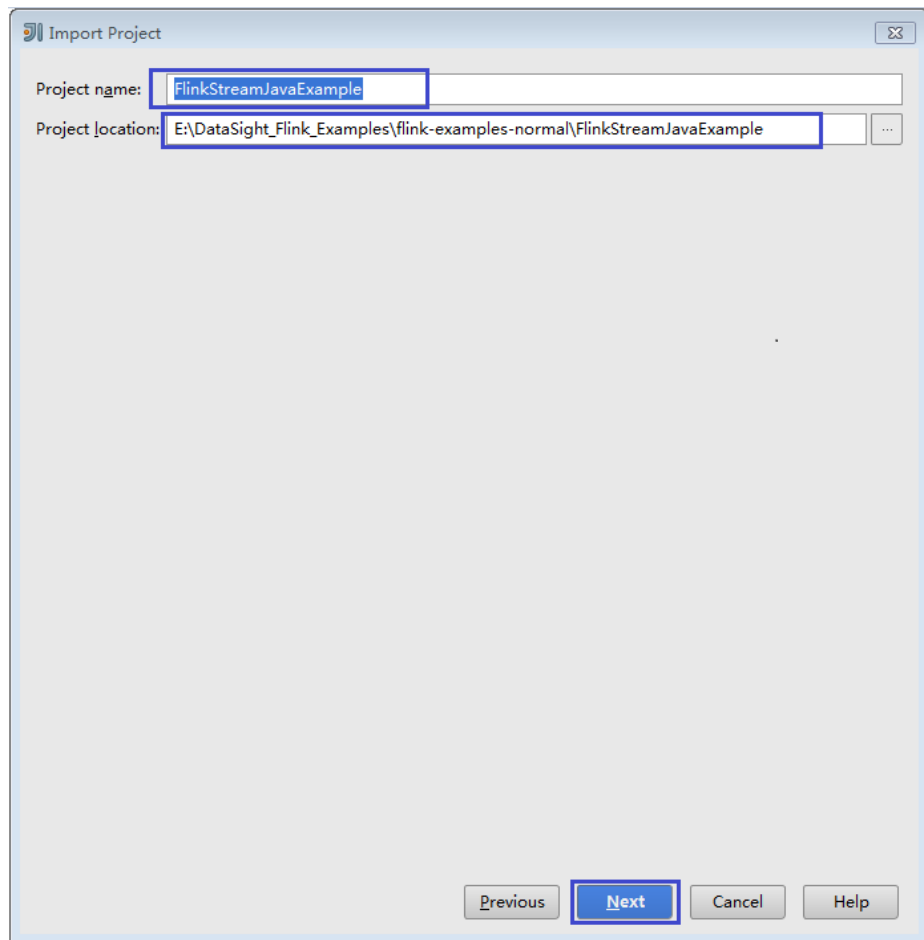 Import Project
Project name: FlinkStreamJavaExample
Project location: E:\DataSight_Flink_Examples\flink-examples-normal\FlinkStreamJavaExample ...
Previous Next Cancel Help